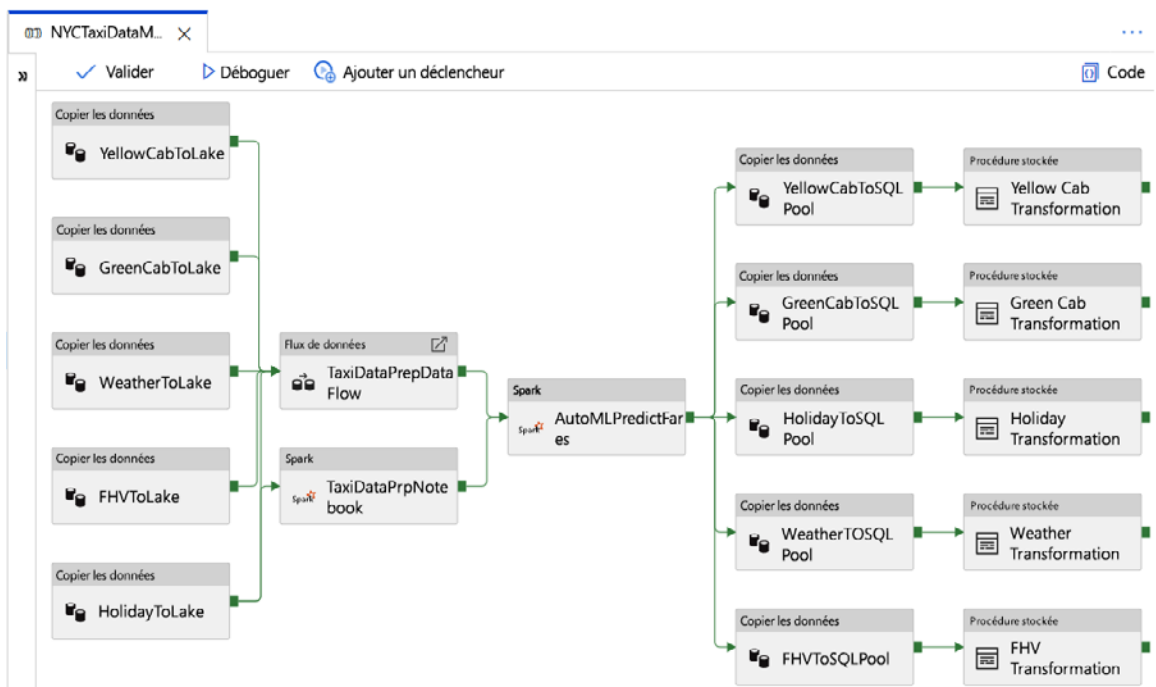 NYCTaxiDataM...
Valider
Déboguer
Ajouter un déclencheur
Code
Copier les données
YellowCabToLake
Copier les données
GreenCabToLake
Copier les données
WeatherToLake
Copier les données
FHVToLake
Copier les données
HolidayToLake
Flux de données
TaxiDataPrepData
Flow
Spark
Spark
TaxiDataPrpNote
book
Spark
Spark
AutoMLPredictFar
es
Copier les données
YellowCabToSQL
Pool
Copier les données
GreenCabToSQL
Pool
Copier les données
HolidayToSQL
Pool
Copier les données
WeatherTOSQL
Pool
Copier les données
FHVToSQLPool
Procédure stockée
Yellow Cab
Transformation
Procédure stockée
Green Cab
Transformation
Procédure stockée
Holiday
Transformation
Procédure stockée
Weather
Transformation
Procédure stockée
FHV
Transformation